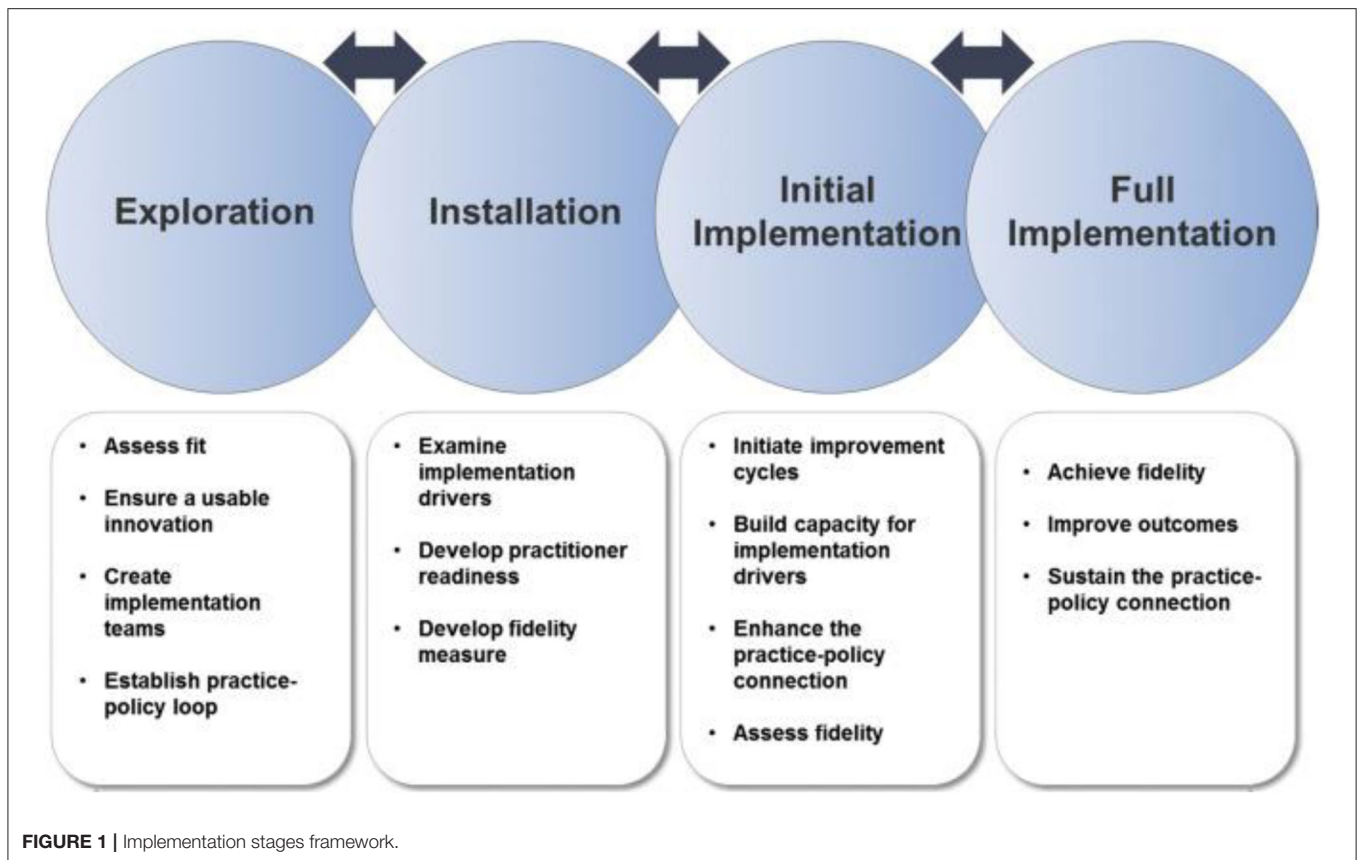 Exploration
Installation
Initial
Implementation
Full
Implementation
• Assess fit
• Ensure a usable
innovation
• Create
implementation
teams
• Establish practice-
policy loop
• Examine
implementation
drivers
• Develop practitioner
readiness
• Develop fidelity
measure
• Initiate improvement
cycles
• Build capacity for
implementation
drivers
• Enhance the
practice-policy
connection
• Assess fidelity
• Achieve fidelity
• Improve outcomes
• Sustain the practice-
policy connection
FIGURE 1 | Implementation stages framework.